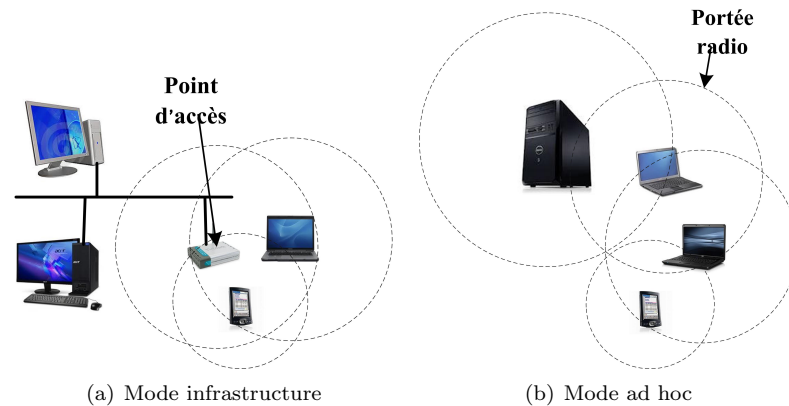 Point
d'accès
Portée
radio
(a) Mode infrastructure
(b) Mode ad hoc